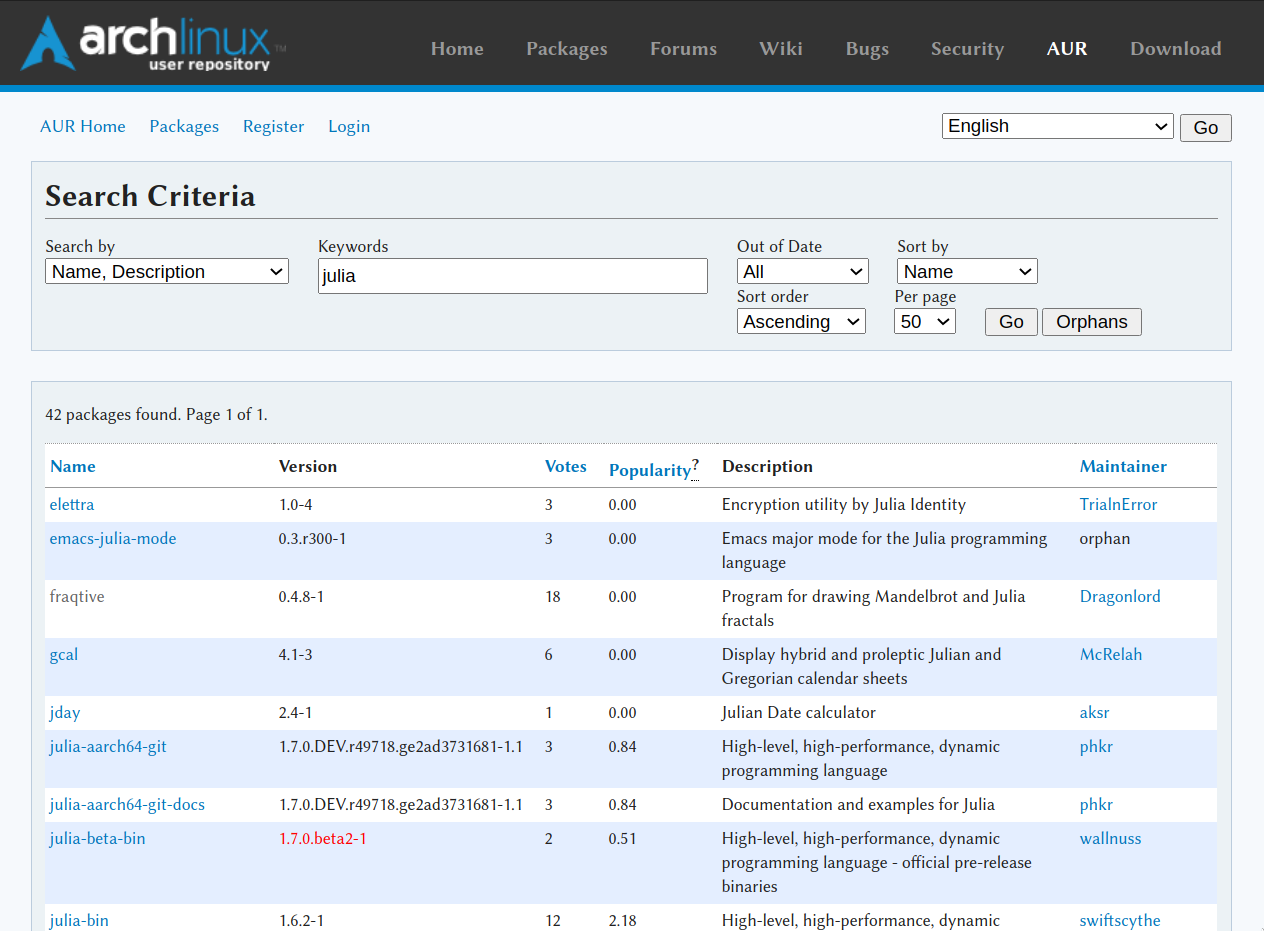 archlinux™
user repository
Home Packages Forums Wiki Bugs Security AUR Download
AUR Home Packages Register Login English Go
Search Criteria
Search by Keywords Out of Date Sort by
Name, Description julia All Name
Sort order Per page
Ascending 50 Go Orphans
42 packages found. Page 1 of 1.
Name Version Votes Popularity? Description Maintainer
elettra 1.0-4 3 0.00 Encryption utility by Julia Identity TrialnError
emacs-julia-mode 0.3.r300-1 3 0.00 Emacs major mode for the Julia programming orphan
language
fraqtive 0.4.8-1 18 0.00 Program for drawing Mandelbrot and Julia Dragonlord
fractals
gcal 4.1-3 6 0.00 Display hybrid and proleptic Julian and McRelah
Gregorian calendar sheets
jday 2.4-1 1 0.00 Julian Date calculator aksr
julia-aarch64-git 1.7.0.DEV.r49718.ge2ad3731681-1.1 3 0.84 High-level, high-performance, dynamic phkr
programming language
julia-aarch64-git-docs 1.7.0.DEV.r49718.ge2ad3731681-1.1 3 0.84 Documentation and examples for Julia phkr
julia-beta-bin 1.7.0.beta2-1 2 0.51 High-level, high-performance, dynamic wallnuss
programming language - official pre-release
binaries
julia-bin 1.6.2-1 12 2.18 High-level, high-performance, dynamic swiftscythe